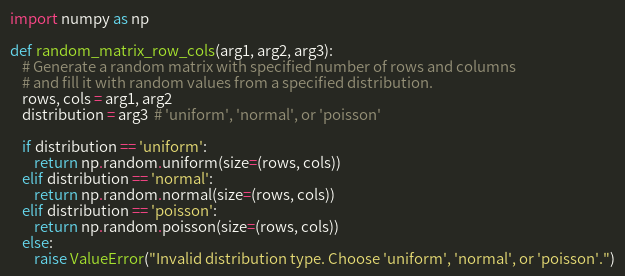 import numpy as np

def random_matrix_row_cols(arg1, arg2, arg3):
    # Generate a random matrix with specified number of rows and columns
    # and fill it with random values from a specified distribution.
    rows, cols = arg1, arg2
    distribution = arg3  # 'uniform', 'normal', or 'poisson'

    if distribution == 'uniform':
        return np.random.uniform(size=(rows, cols))
    elif distribution == 'normal':
        return np.random.normal(size=(rows, cols))
    elif distribution == 'poisson':
        return np.random.poisson(size=(rows, cols))
    else:
        raise ValueError("Invalid distribution type. Choose 'uniform', 'normal', or 'poisson'.")